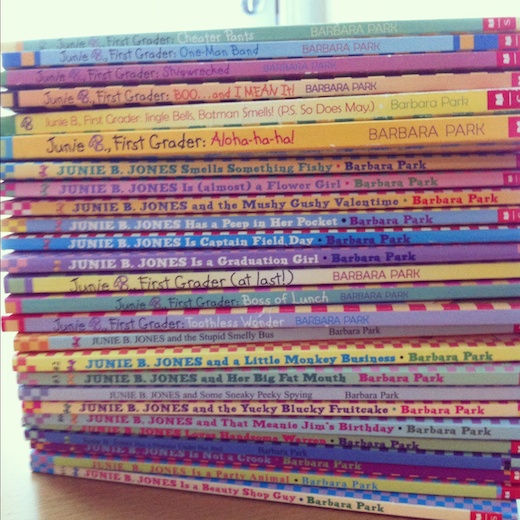 Junie B., First Grader: Cheater Pants BARBARA PARK
Junie B., First Grader: One-Man Band BARBARA PARK
Junie B., First Grader: Shipwrecked BARBARA PARK
Junie B., First Grader: BOO...and I MEAN It! BARBARA PARK
Junie B., First Grader: Jingle Bells, Batman Smells! (P.S. So Does May.) Barbara Park
Junie B., First Grader: Aloha-ha-ha! BARBARA PARK
JUNIE B. JONES Smells Something Fishy • Barbara Park
JUNIE B. JONES Is (almost) a Flower Girl • Barbara Park
JUNIE B. JONES and the Mushy Gushy Valentime • Barbara Park
JUNIE B. JONES Has a Peep in Her Pocket • Barbara Park
JUNIE B. JONES Is Captain Field Day • Barbara Park
JUNIE B. JONES Is a Graduation Girl • Barbara Park
Junie B., First Grader (at last!) BARBARA PARK
Junie B., First Grader: Boss of Lunch BARBARA PARK
Junie B., First Grader: Toothless Wonder BARBARA PARK
JUNIE B. JONES and the Stupid Smelly Bus Barbara Park
JUNIE B. JONES and a Little Monkey Business • Barbara Park
JUNIE B. JONES and Her Big Fat Mouth Barbara Park
JUNIE B. JONES and Some Sneaky Peeky Spying Barbara Park
JUNIE B. JONES and the Yucky Blucky Fruitcake • Barbara Park
JUNIE B. JONES and That Meanie Jim's Birthday • Barbara Park
JUNIE B. JONES Loves Handsome Warren • Barbara Park
JUNIE B. JONES Is Not a Crook • Barbara Park
JUNIE B. JONES Is a Party Animal • Barbara Park
JUNIE B. JONES Is a Beauty Shop Guy • Barbara Park